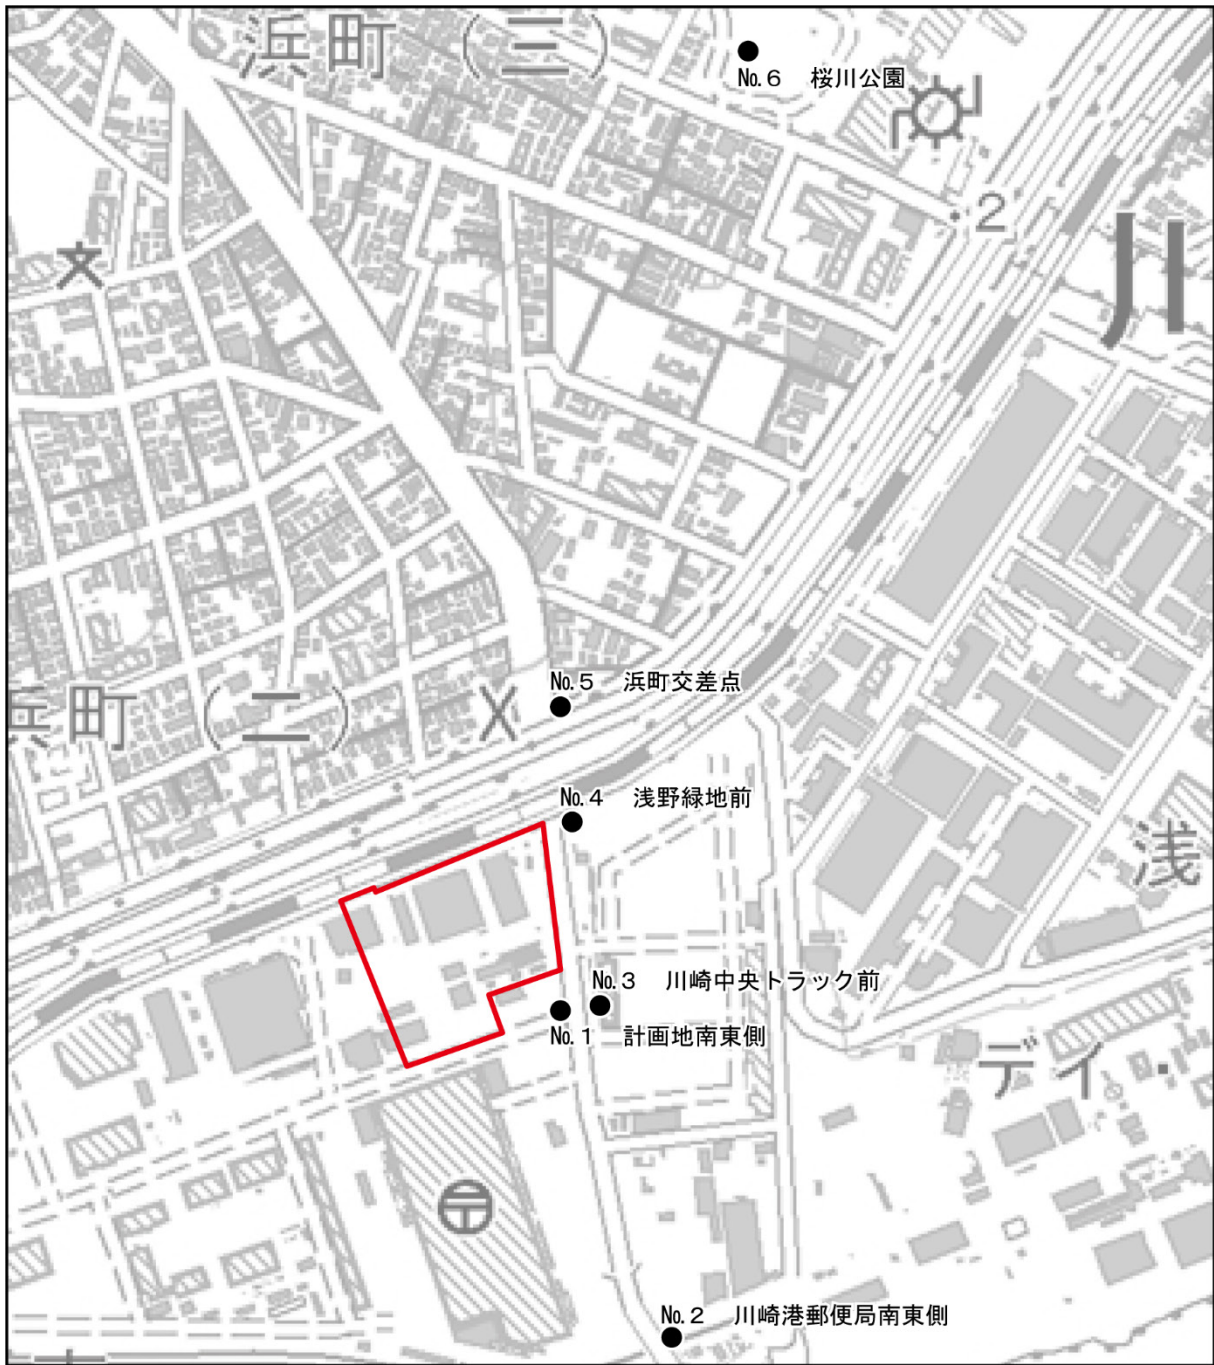 浜町(三)
No.6 桜川公園
・2
川
No.5 浜町交差点
浜町(二)
No.4 浅野緑地前
浅
No.3 川崎中央トラック前
No.1 計画地南東側
デイ・
No.2 川崎港郵便局南東側